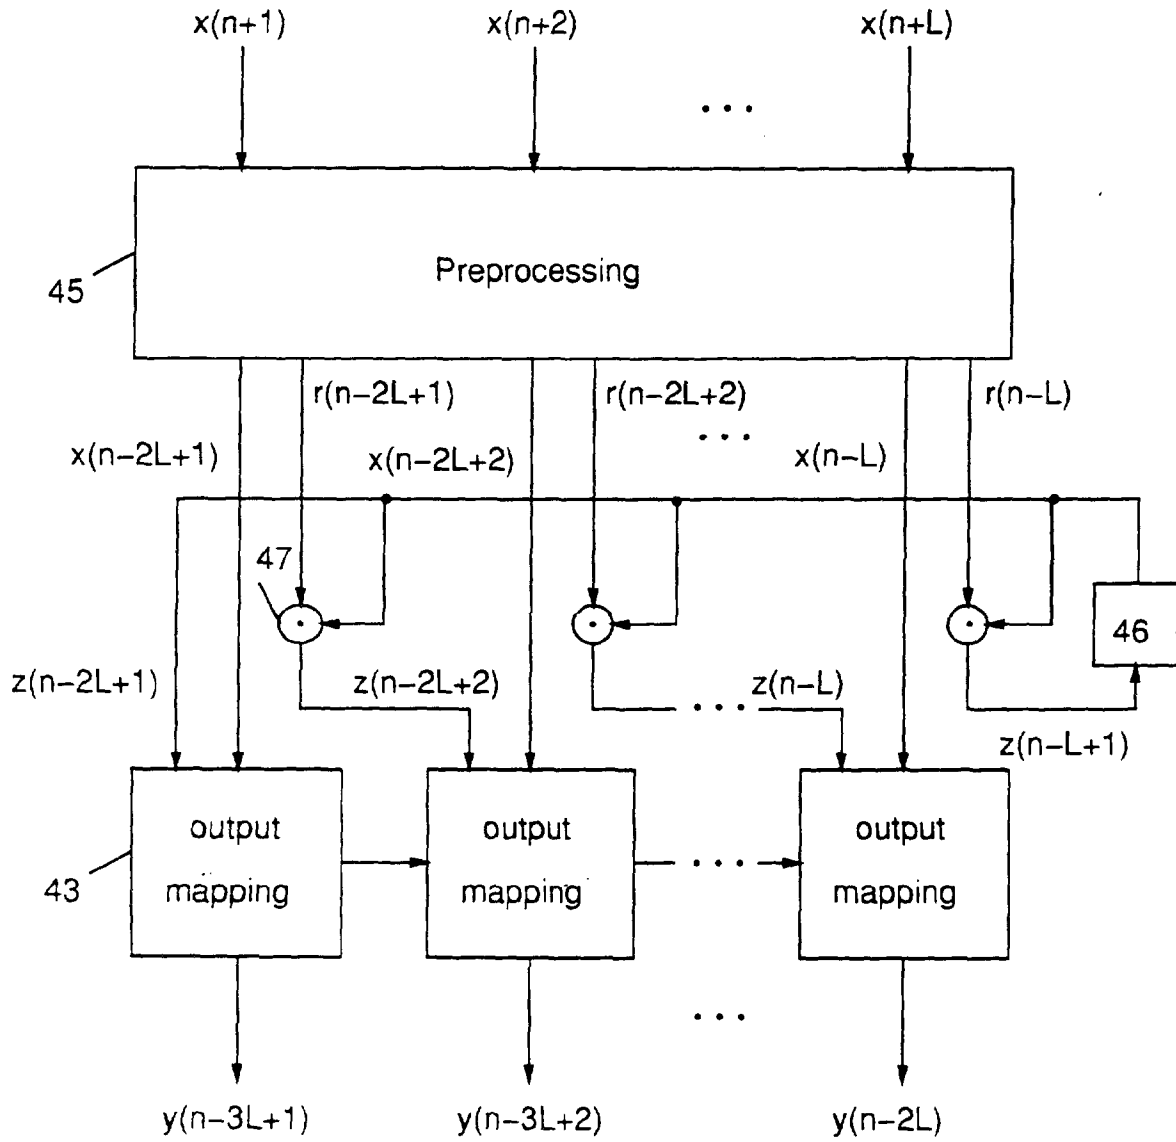 x(n+1) x(n+2) x(n+L)
. . .
Preprocessing
45
r(n-2L+1) r(n-2L+2) r(n-L)
. . .
x(n-2L+1) x(n-2L+2) x(n-L)
47
46
z(n-2L+1) z(n-2L+2) z(n-L)
. . .
z(n-L+1)
output mapping
output mapping
output mapping
43
. . .
. . .
y(n-3L+1) y(n-3L+2) y(n-2L)